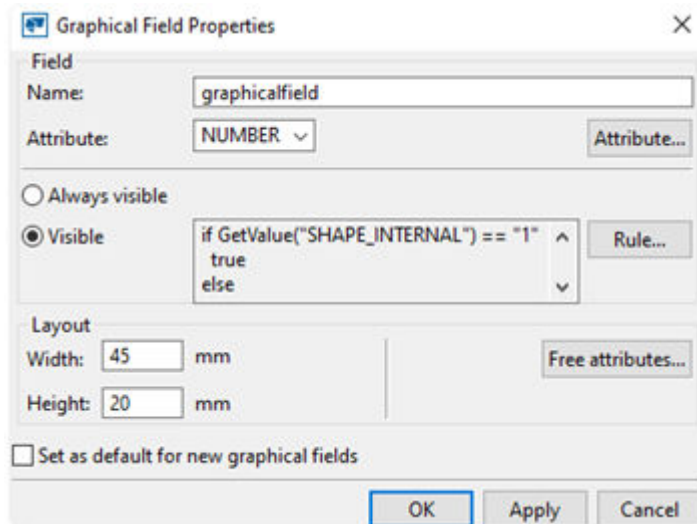 Graphical Field Properties
Field
Name: graphicalfield
Attribute: NUMBER Attribute...
Always visible
Visible if GetValue("SHAPE_INTERNAL") == "1" Rule...
true
else
Layout
Width: 45 mm Free attributes...
Height: 20 mm
Set as default for new graphical fields
OK Apply Cancel